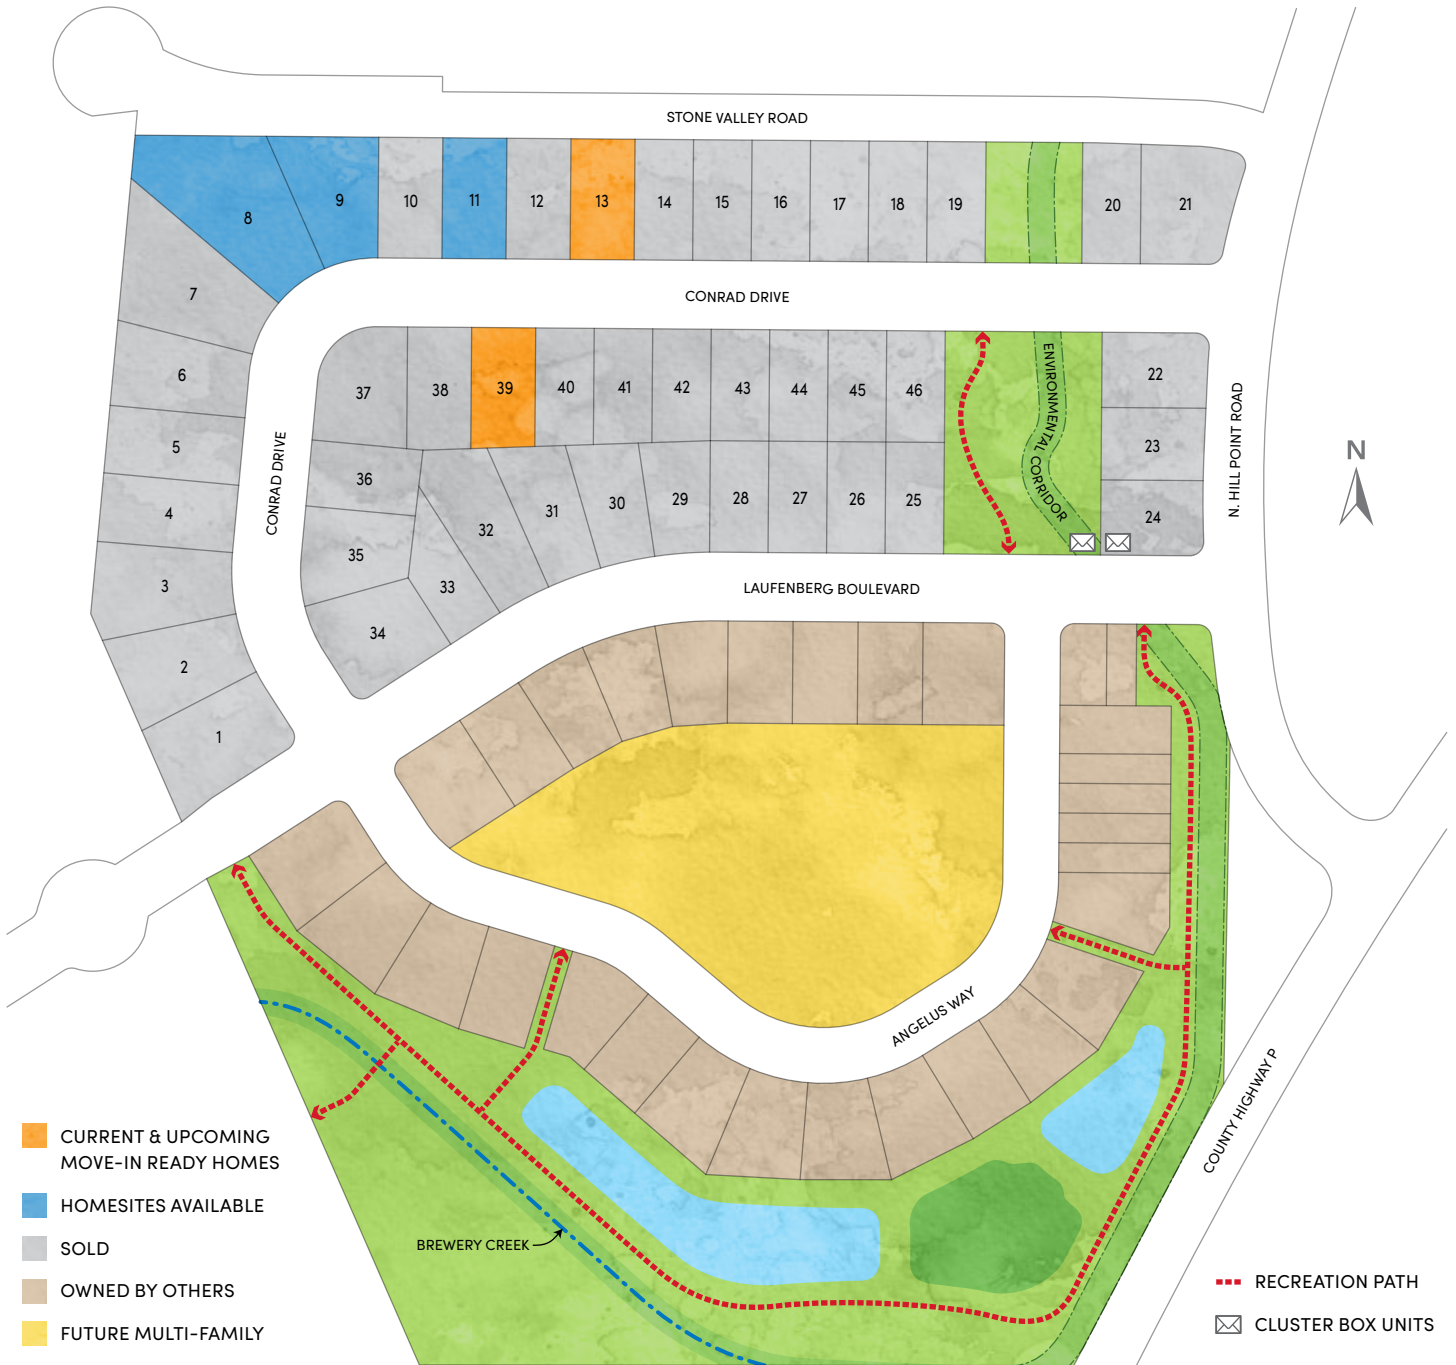 STONE VALLEY ROAD
8
9
10
11
12
13
14
15
16
17
18
19
20
21
7
CONRAD DRIVE
6
5
4
3
2
1
CONRAD DRIVE
37
38
39
40
41
42
43
44
45
46
ENVIRONMENTAL CORRIDOR
22
23
24
N. HILL POINT ROAD
N
36
35
34
33
32
31
30
29
28
27
26
25
LAUFENBERG BOULEVARD
ANGELUS WAY
COUNTY HIGHWAY P
BREWERY CREEK
CURRENT & UPCOMING
MOVE-IN READY HOMES
HOMESITES AVAILABLE
SOLD
OWNED BY OTHERS
FUTURE MULTI-FAMILY
RECREATION PATH
CLUSTER BOX UNITS